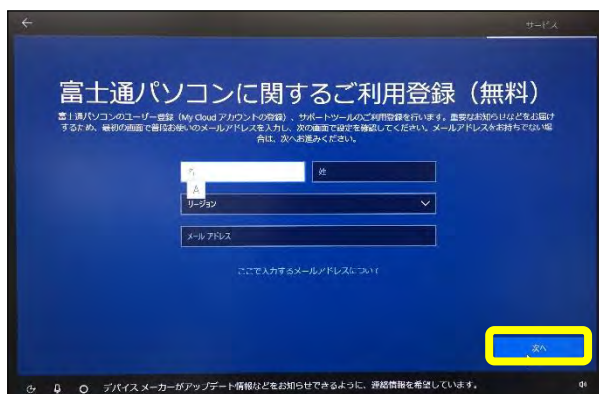 サービス
富士通パソコンに関するご利用登録（無料）
富士通パソコンのユーザー登録（My Cloud アカウントの登録）、サポートツールのご利用登録を行います。重要なお知らせなどをお届け
するため、最初の画面で普段お使いのメールアドレスを入力し、次の画面で設定を確認してください。メールアドレスをお持ちでない場
合は、次へお進みください。
名
姓
A
リージョン
メール アドレス
ここで入力するメールアドレスについて
次へ
デバイス メーカーがアップデート情報などをお知らせできるように、連絡情報を希望しています。